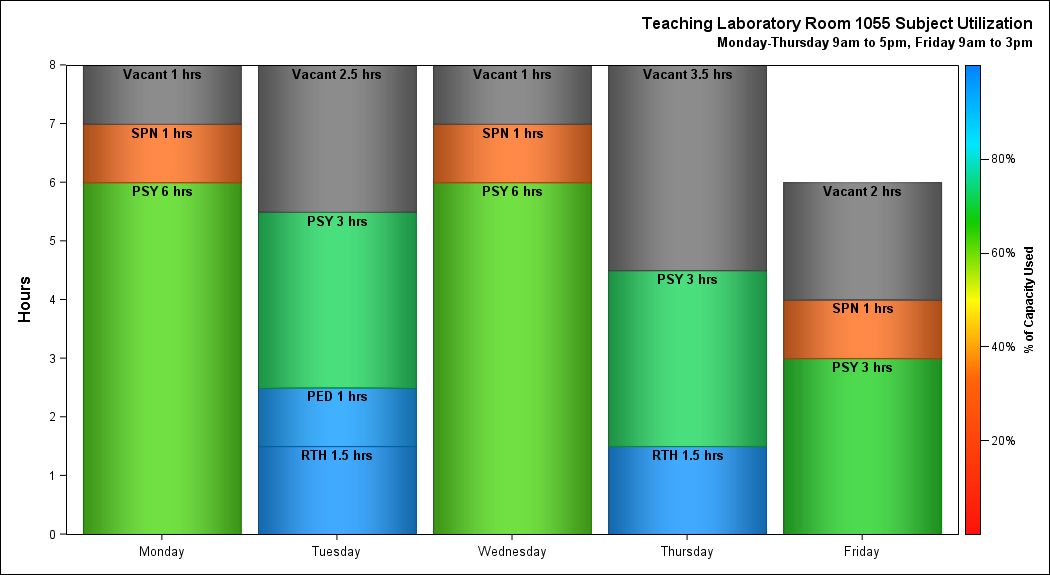 Teaching Laboratory Room 1055 Subject Utilization
Monday-Thursday 9am to 5pm, Friday 9am to 3pm
Hours
8
7
6
5
4
3
2
1
0
Vacant 1 hrs
SPN 1 hrs
PSY 6 hrs
Monday
Vacant 2.5 hrs
PSY 3 hrs
PED 1 hrs
RTH 1.5 hrs
Tuesday
Vacant 1 hrs
SPN 1 hrs
PSY 6 hrs
Wednesday
Vacant 3.5 hrs
PSY 3 hrs
RTH 1.5 hrs
Thursday
Vacant 2 hrs
SPN 1 hrs
PSY 3 hrs
Friday
80%
60%
40%
20%
% of Capacity Used